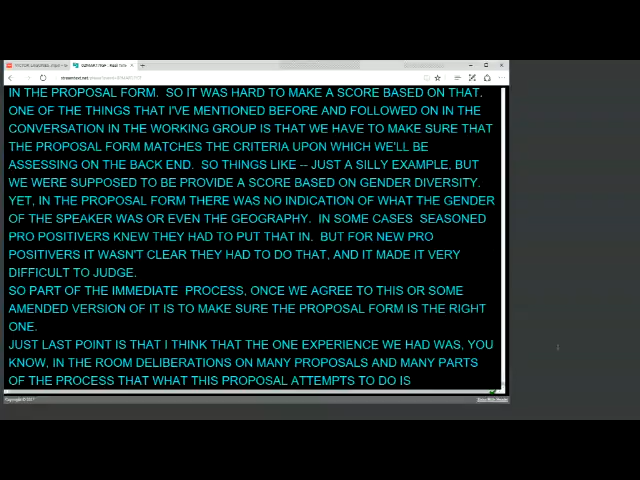 streamtext.net
IN THE PROPOSAL FORM.  SO IT WAS HARD TO MAKE A SCORE BASED ON THAT.
ONE OF THE THINGS THAT I'VE MENTIONED BEFORE AND FOLLOWED ON IN THE
CONVERSATION IN THE WORKING GROUP IS THAT WE HAVE TO MAKE SURE THAT
THE PROPOSAL FORM MATCHES THE CRITERIA UPON WHICH WE'LL BE
ASSESSING ON THE BACK END.  SO THINGS LIKE -- JUST A SILLY EXAMPLE, BUT
WE WERE SUPPOSED TO BE PROVIDE A SCORE BASED ON GENDER DIVERSITY.
YET, IN THE PROPOSAL FORM THERE WAS NO INDICATION OF WHAT THE GENDER
OF THE SPEAKER WAS OR EVEN THE GEOGRAPHY.  IN SOME CASES  SEASONED
PRO POSITIVERS KNEW THEY HAD TO PUT THAT IN.  BUT FOR NEW PRO
POSITIVERS IT WASN'T CLEAR THEY HAD TO DO THAT, AND IT MADE IT VERY
DIFFICULT TO JUDGE.
SO PART OF THE IMMEDIATE  PROCESS, ONCE WE AGREE TO THIS OR SOME
AMENDED VERSION OF IT IS TO MAKE SURE THE PROPOSAL FORM IS THE RIGHT
ONE.
JUST LAST POINT IS THAT I THINK THAT THE ONE EXPERIENCE WE HAD WAS, YOU
KNOW, IN THE ROOM DELIBERATIONS ON MANY PROPOSALS AND MANY PARTS
OF THE PROCESS THAT WHAT THIS PROPOSAL ATTEMPTS TO DO IS